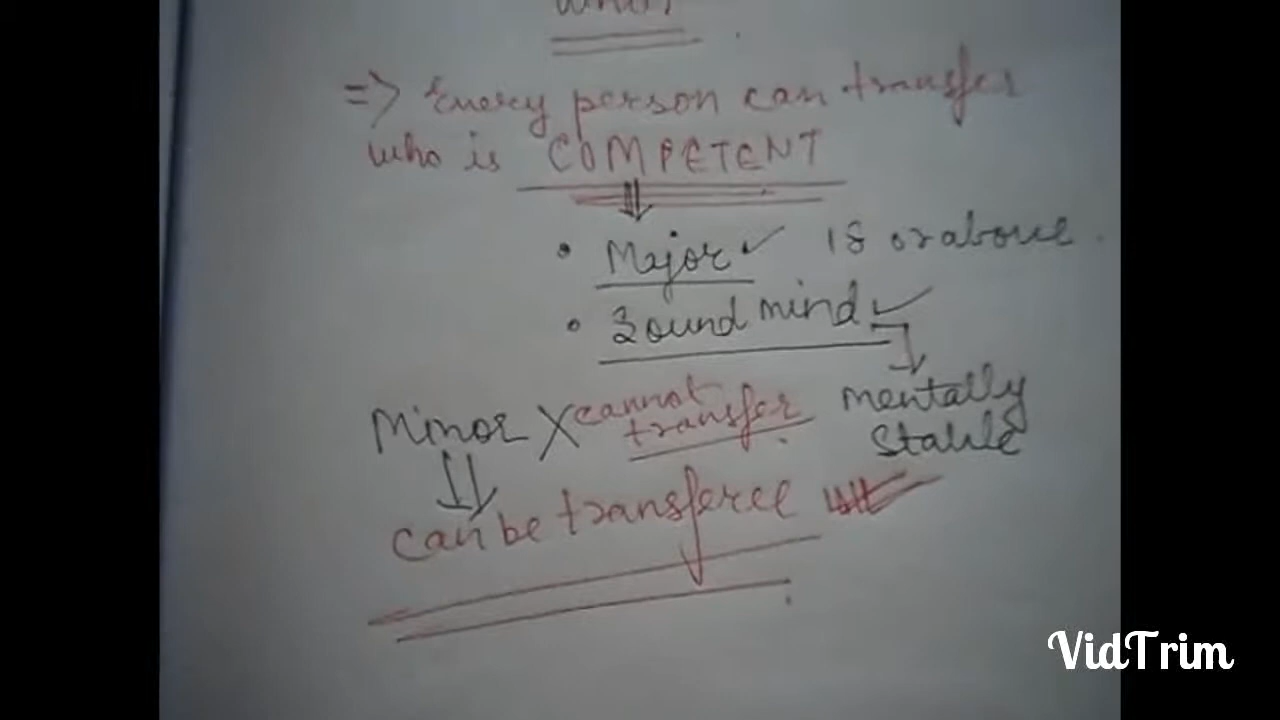 => Every person can transfer
who is COMPETENT
• Major ✓ 18 or above.
• Sound mind ✓
mentally
stable
Minor X cannot
transfer
can be transferee
VidTrim